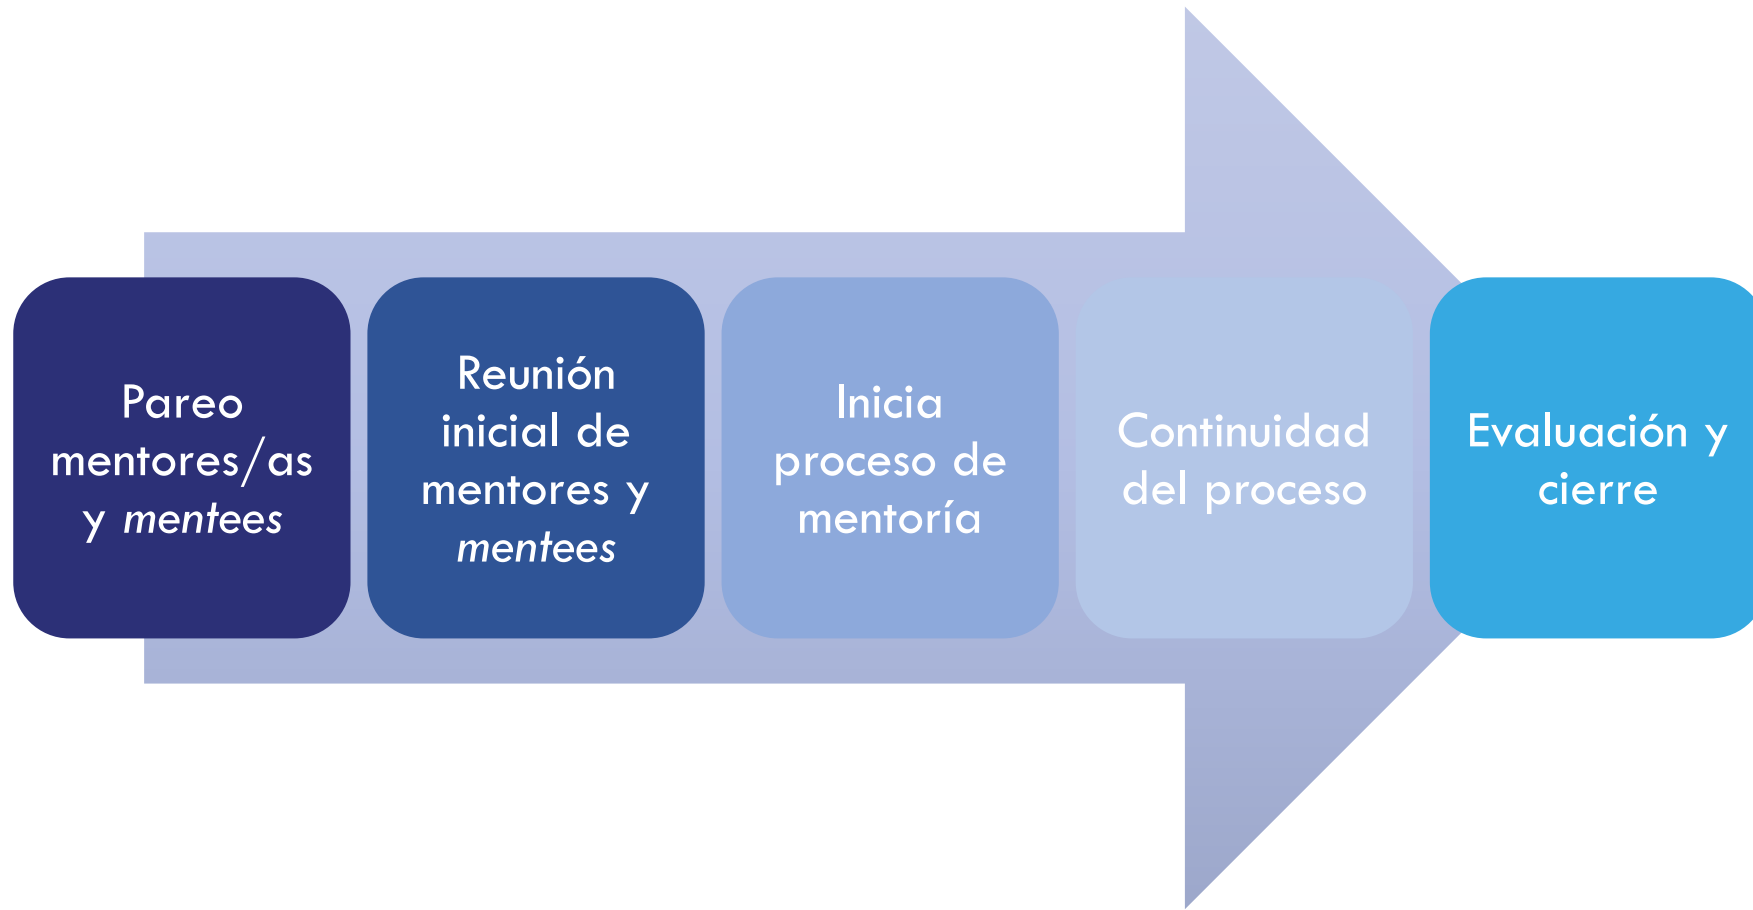 Pareo
mentores/as
y mentees
Reunión
inicial de
mentores y
mentees
Inicia
proceso de
mentoría
Continuidad
del proceso
Evaluación y
cierre